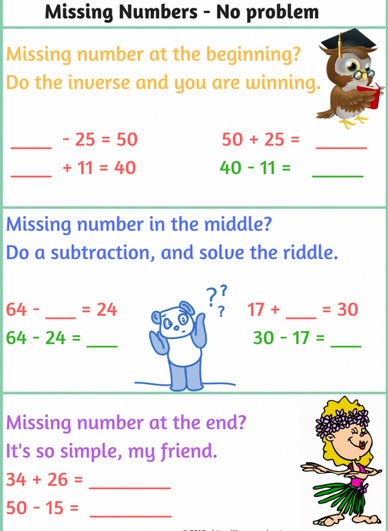 Missing Numbers - No problem
Missing number at the beginning?
Do the inverse and you are winning.
____ - 25 = 50 50 + 25 = _____
____ + 11 = 40 40 - 11 = _____
Missing number in the middle?
Do a subtraction, and solve the riddle.
? ? ?
64 - ___ = 24 17 + ___ = 30
64 - 24 = ___ 30 - 17 = ___
Missing number at the end?
It's so simple, my friend.
34 + 26 = ________
50 - 15 = ________